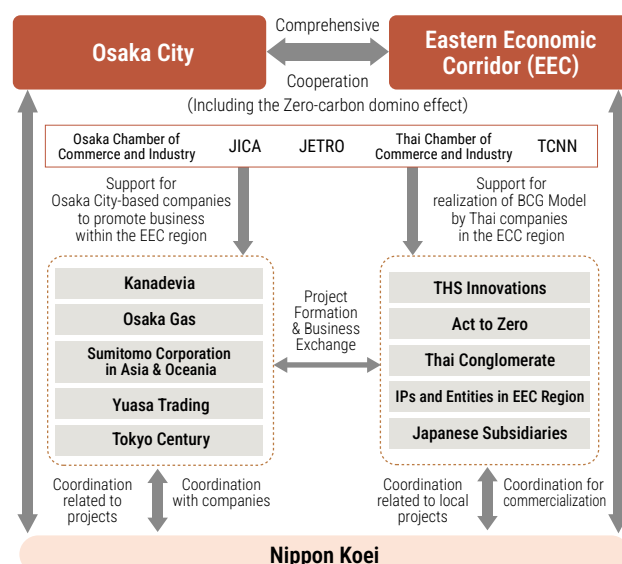 Osaka City
Comprehensive
Cooperation
Eastern Economic
Corridor (EEC)
(Including the Zero-carbon domino effect)
Osaka Chamber of
Commerce and Industry
JICA
JETRO
Thai Chamber of
Commerce and Industry
TCNN
Support for
Osaka City-based companies
to promote business
within the EEC region
Support for
realization of BCG Model
by Thai companies
in the ECC region
Kanadevia
Osaka Gas
Sumitomo Corporation
in Asia & Oceania
Yuasa Trading
Tokyo Century
Project
Formation
& Business
Exchange
THS Innovations
Act to Zero
Thai Conglomerate
IPs and Entities in EEC Region
Japanese Subsidiaries
Coordination
related to
projects
Coordination
with companies
Coordination
related to local
projects
Coordination for
commercialization
Nippon Koei